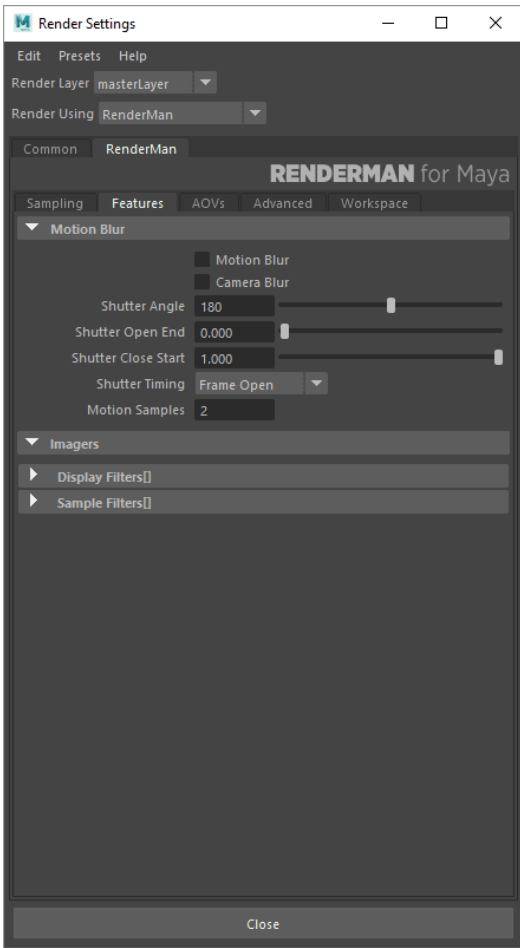 Render Settings
Edit Presets Help
Render Layer masterLayer
Render Using RenderMan
Common RenderMan
RENDERMAN for Maya
Sampling Features AOVs Advanced Workspace
Motion Blur
Motion Blur
Camera Blur
Shutter Angle 180
Shutter Open End 0.000
Shutter Close Start 1.000
Shutter Timing Frame Open
Motion Samples 2
Imagers
Display Filters[]
Sample Filters[]
Close